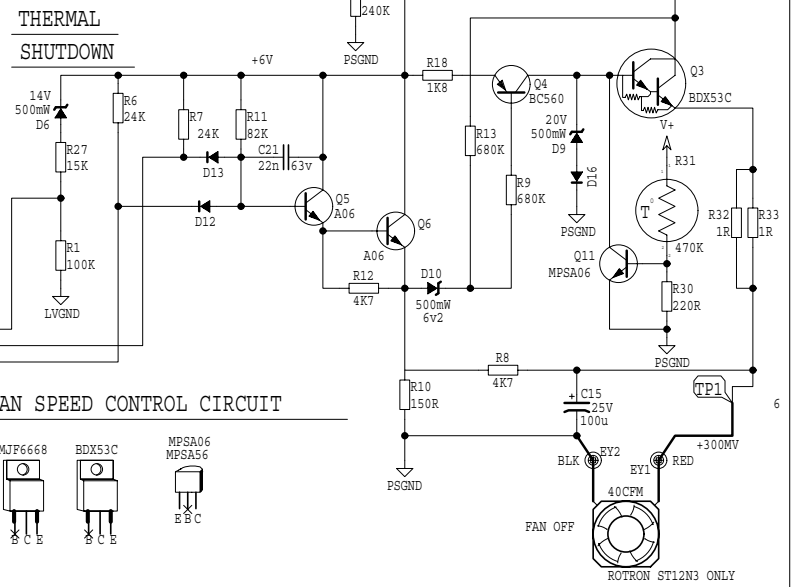 THERMAL
SHUTDOWN
240K
PSGND
+6V
14V
500mW
D6
R6
24K
R7
24K
R11
82K
R18
1K8
Q4
BC560
Q3
BDX53C
R27
15K
C21
22n 63v
D13
D12
R13
680K
R9
680K
20V
500mW
D9
D16
PSGND
V+
R31
T
470K
R32
1R
R33
1R
Q5
A06
Q6
A06
R1
100K
LVGND
R12
4K7
D10
500mW
6v2
Q11
MPSA06
R30
220R
PSGND
R8
4K7
R10
150R
PSGND
+ C15
25V
100u
TP1
6
+300MV
AN SPEED CONTROL CIRCUIT
MJF6668
B C E
BDX53C
B C E
MPSA06
MPSA56
E B C
BLK
EY2
EY1
RED
40CFM
FAN OFF
ROTRON ST12N3 ONLY